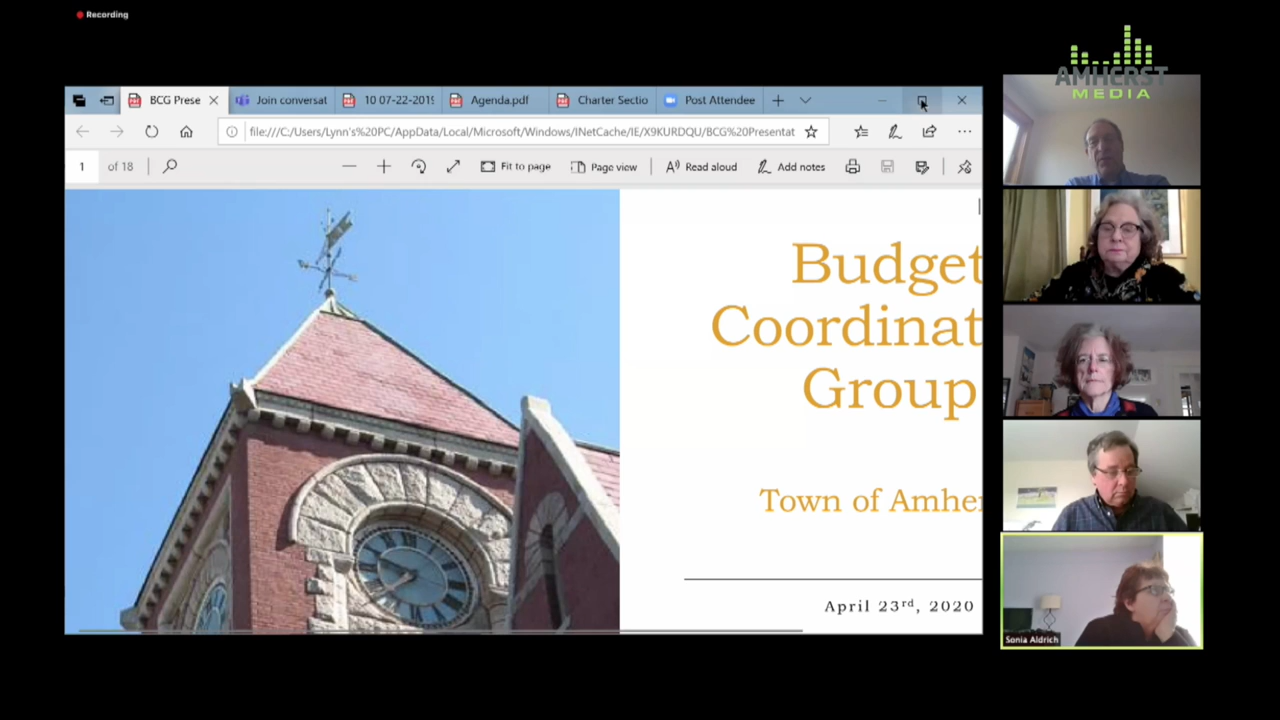 Recording
AMHERST
MEDIA
BCG Prese
Join conversat
10 07-22-2019
Agenda.pdf
Charter Sectio
Post Attendee
file:///C:/Users/Lynn's%20PC/AppData/Local/Microsoft/Windows/INetCache/IE/X9KURDQU/BCG%20Presentat
1 of 18
Fit to page
Page view
Read aloud
Add notes
Budget
Coordinat
Group
Town of Amher
April 23rd, 2020
Sonia Aldrich